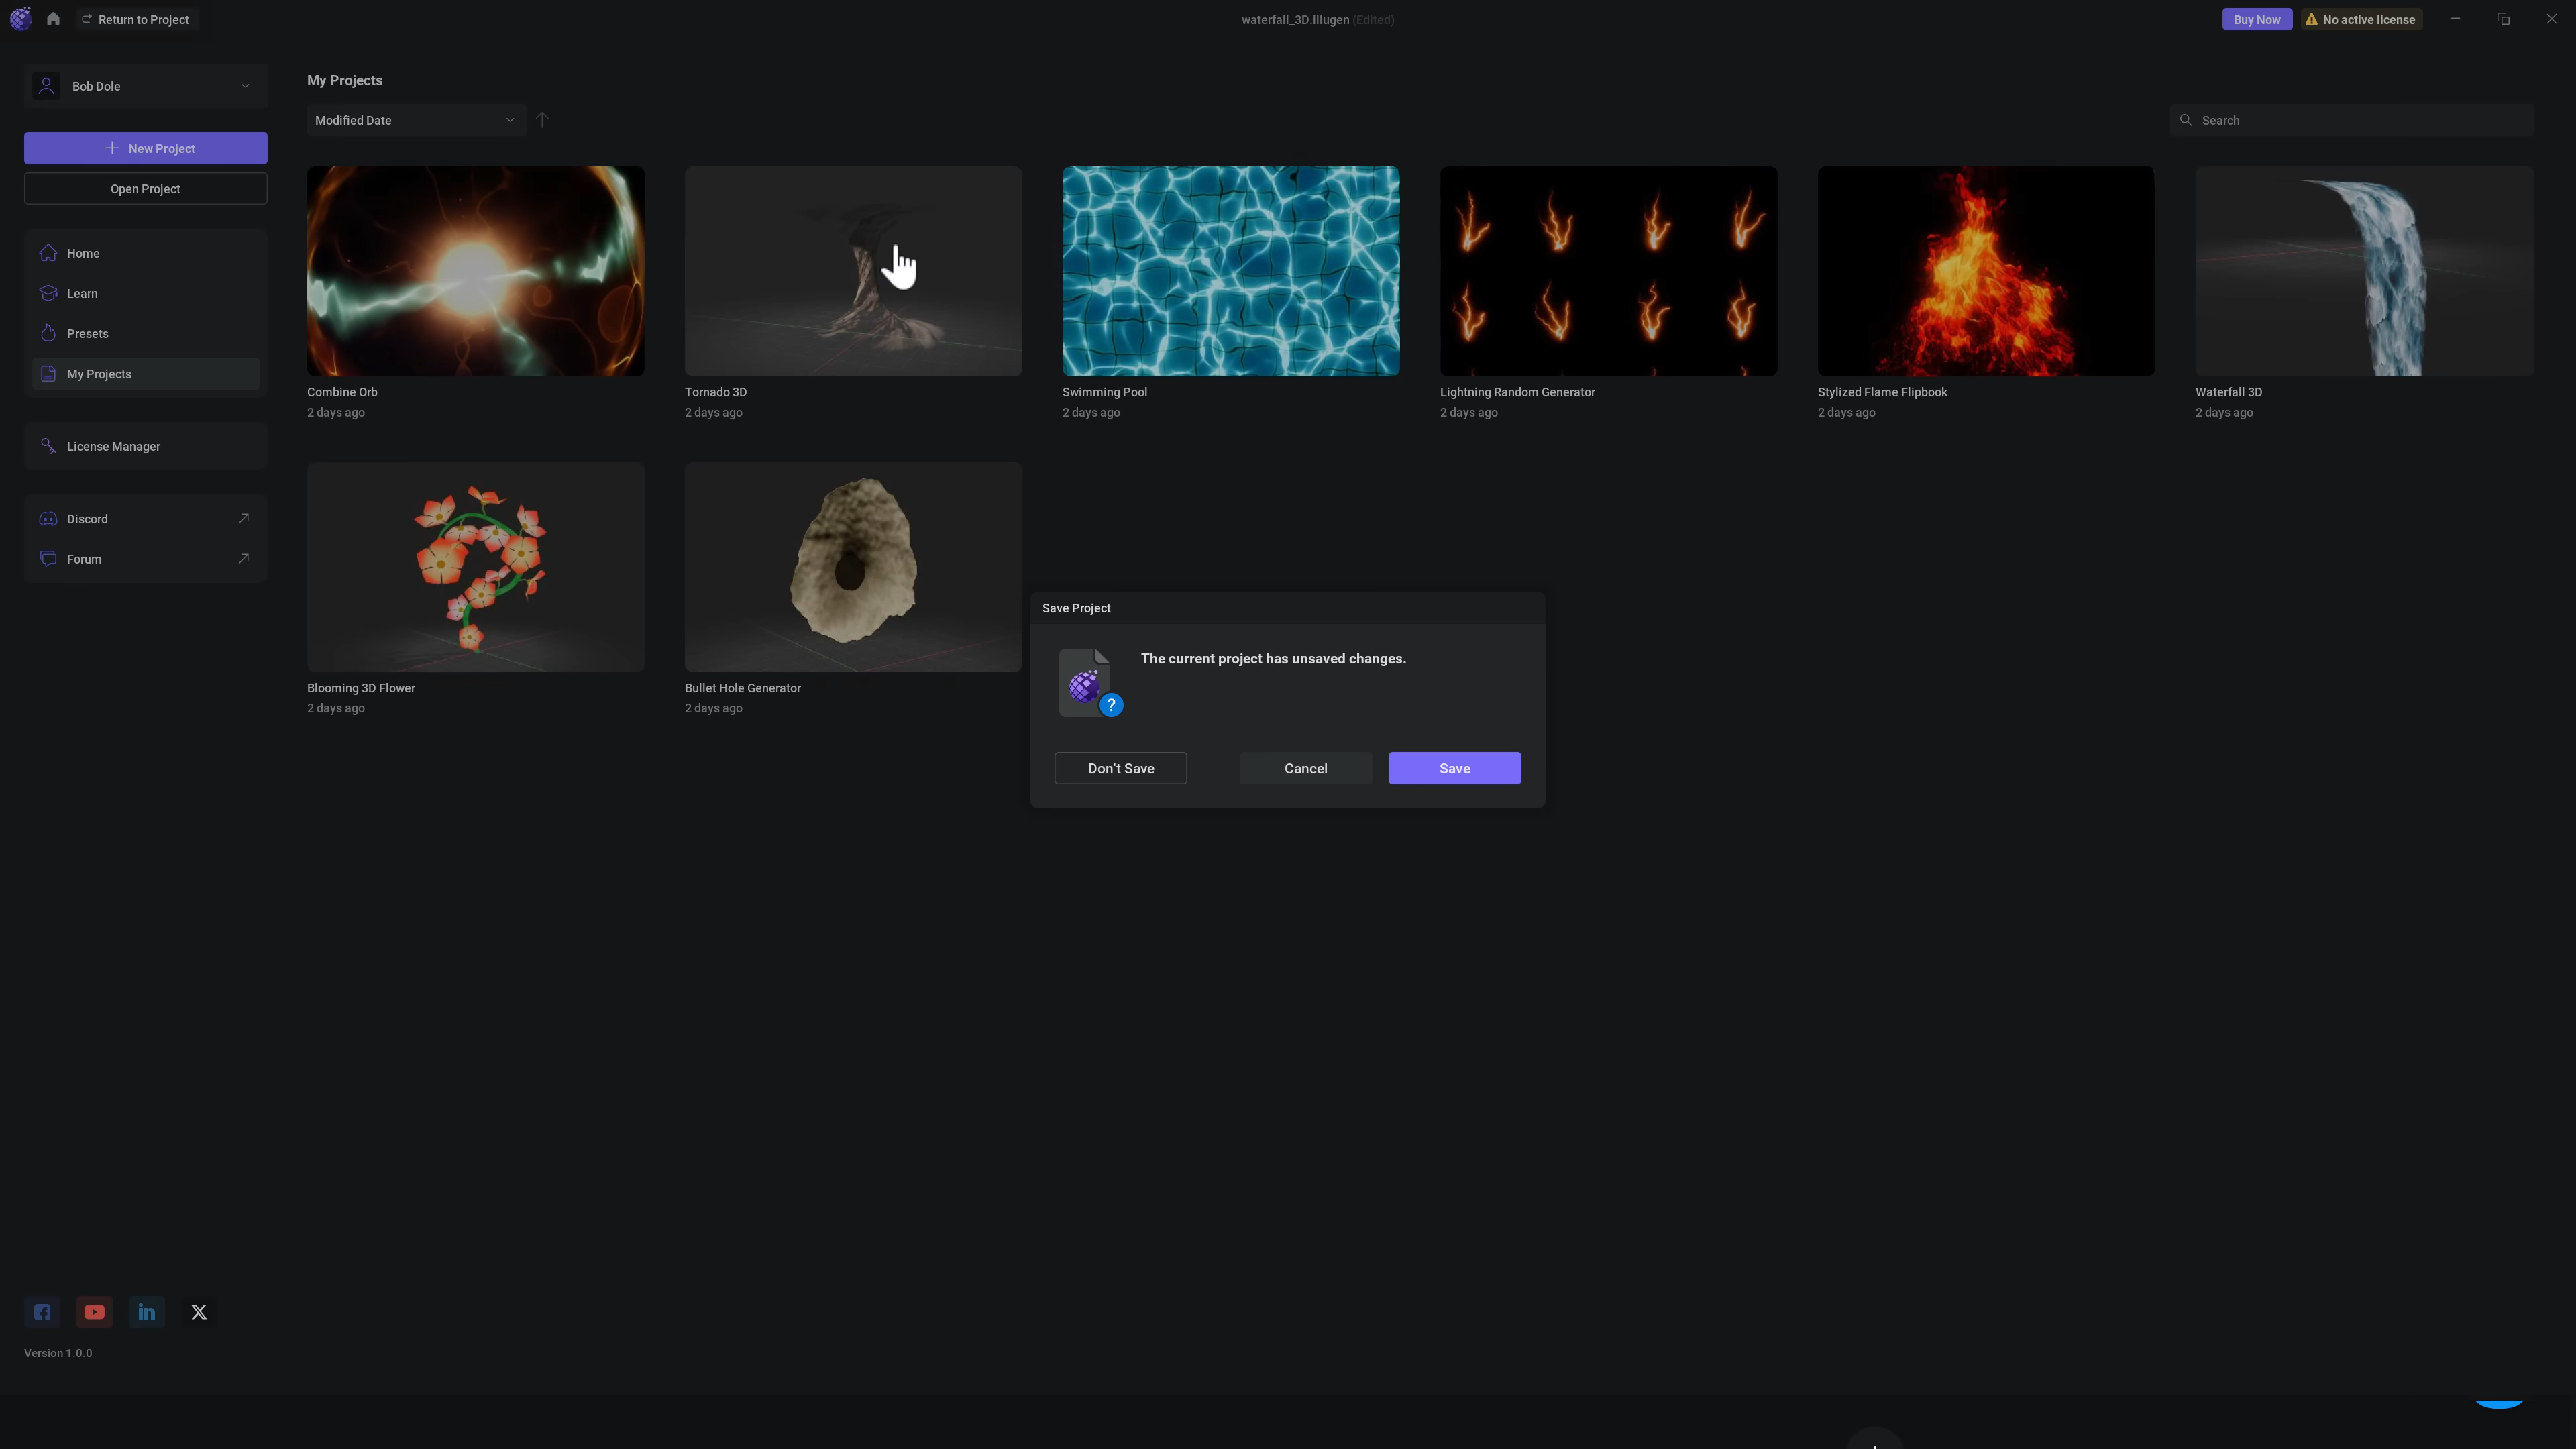 Return to Project
waterfall_3D.illugen (Edited)
Buy Now
No active license
Bob Dole
New Project
Open Project
Home
Learn
Presets
My Projects
License Manager
Discord
Forum
Version 1.0.0
My Projects
Modified Date
Search
Combine Orb
2 days ago
Tornado 3D
2 days ago
Swimming Pool
2 days ago
Lightning Random Generator
2 days ago
Stylized Flame Flipbook
2 days ago
Waterfall 3D
2 days ago
Blooming 3D Flower
2 days ago
Bullet Hole Generator
2 days ago
Save Project
The current project has unsaved changes.
?
Don't Save
Cancel
Save